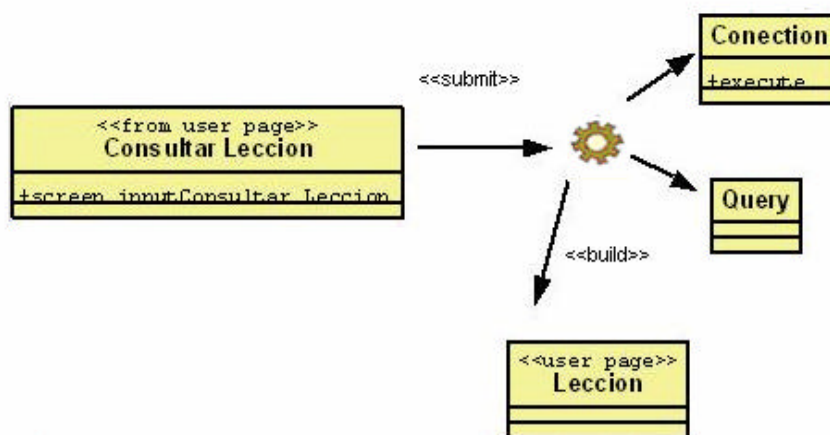 <<from user page>>
Consultar Leccion
+screen inputConsultar Leccion
<<submit>>
Conection
+execute
Query
<<build>>
<<user page>>
Leccion